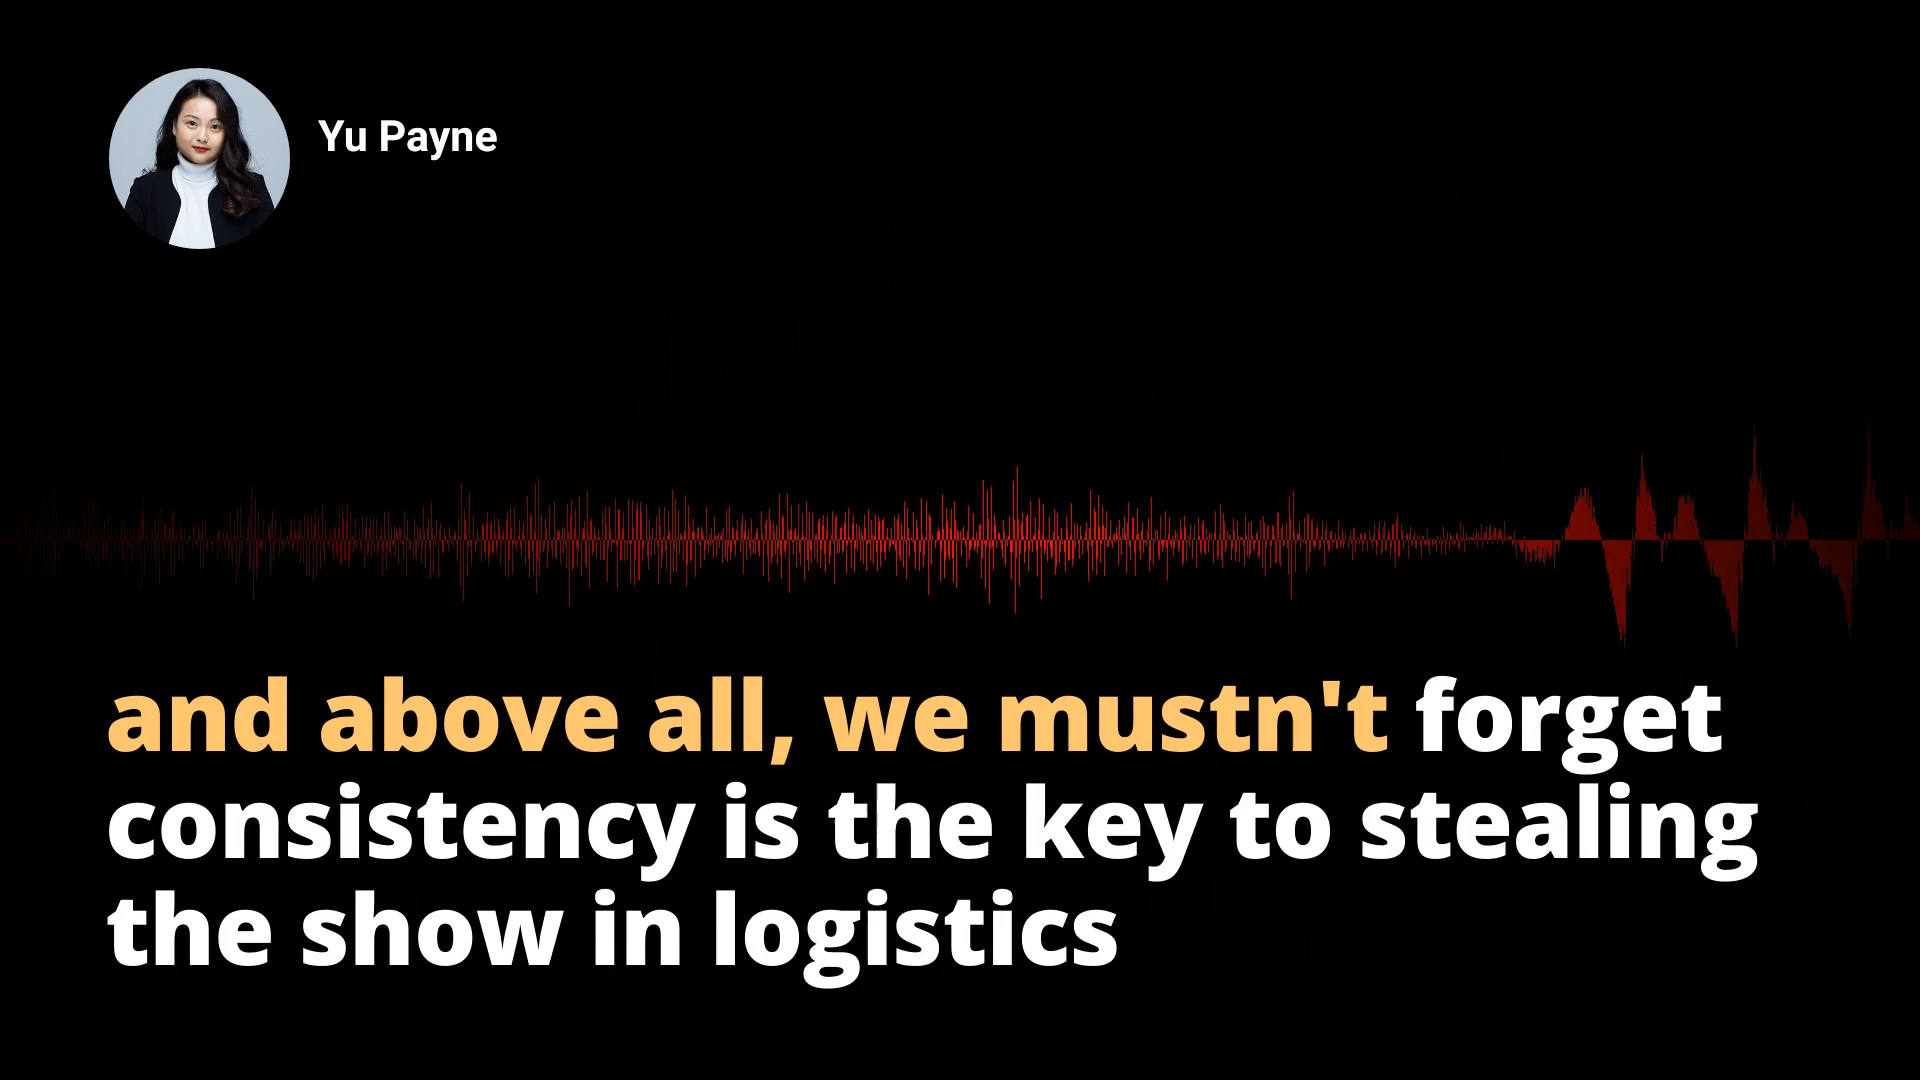 Yu Payne
and above all, we mustn't forget
consistency is the key to stealing
the show in logistics